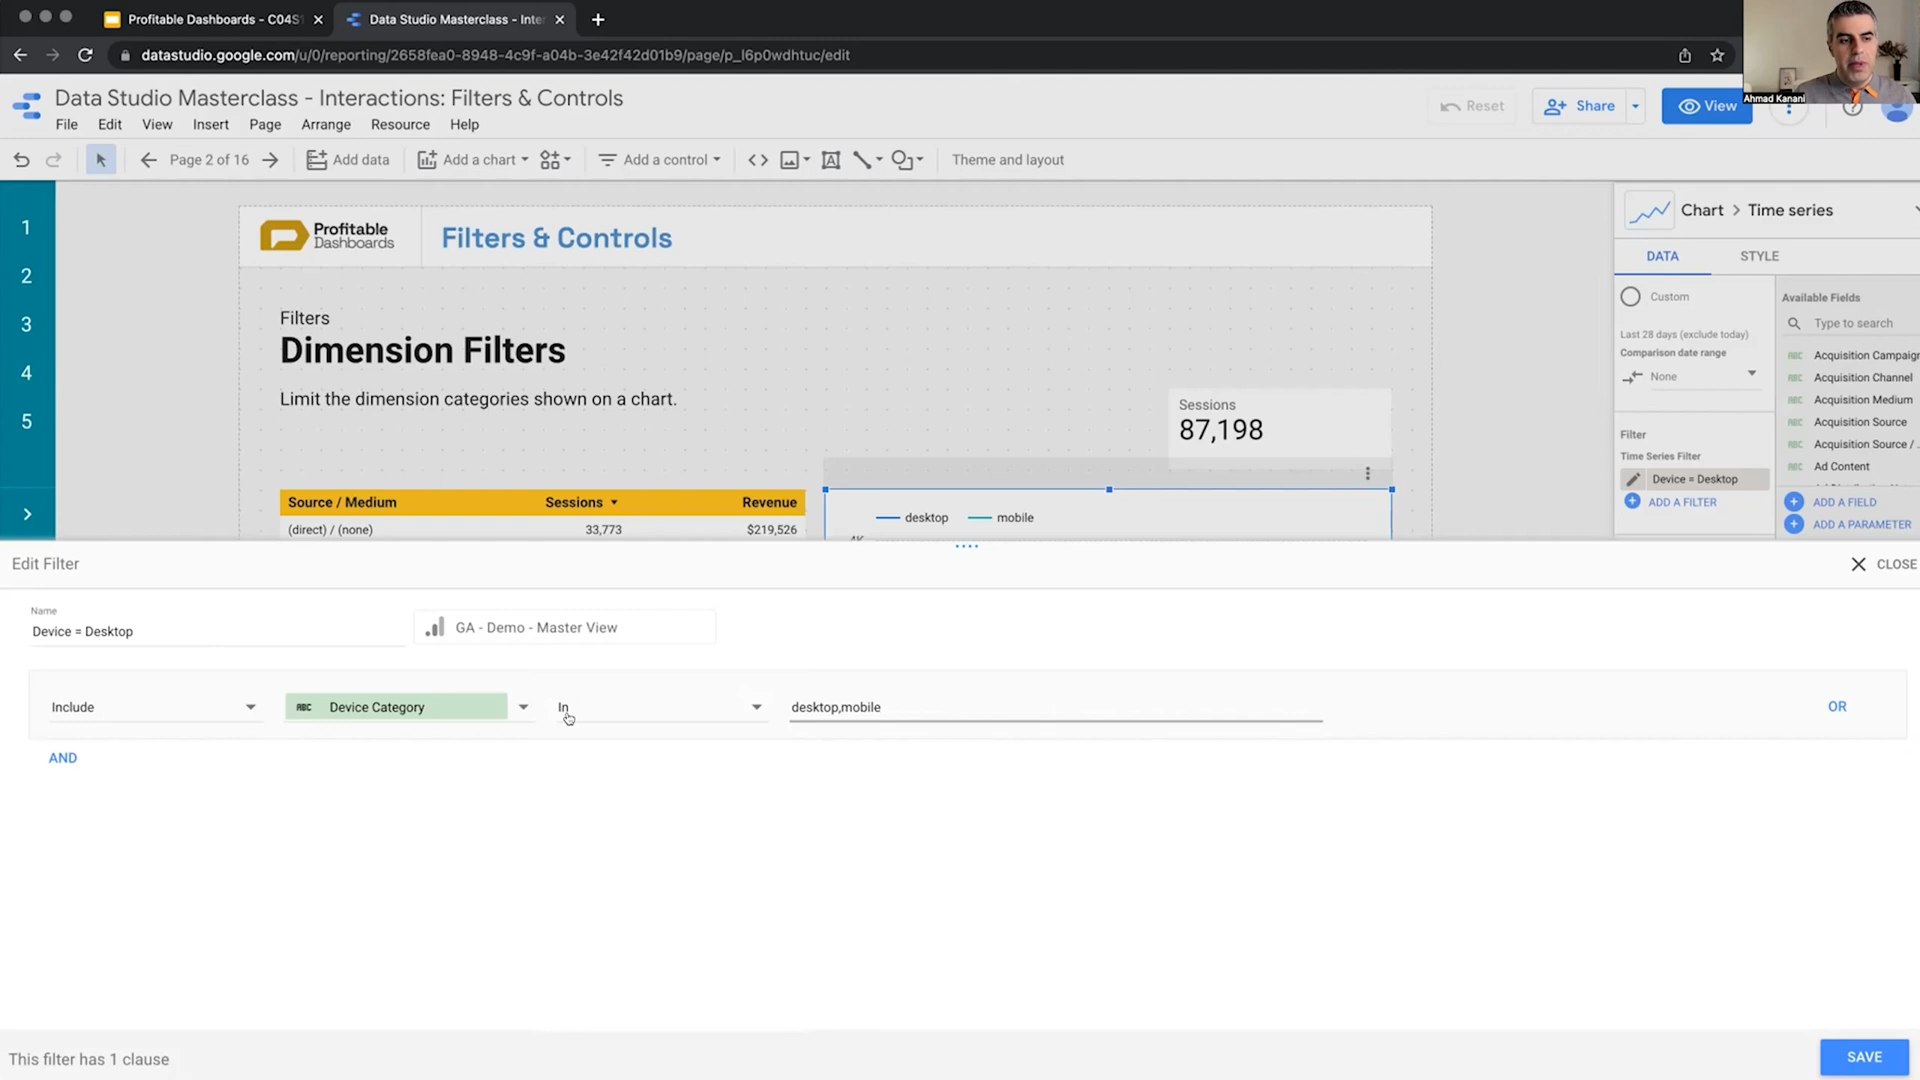 Profitable Dashboards - C04S
Data Studio Masterclass - Inte
datastudio.google.com/u/0/reporting/2658fea0-8948-4c9f-a04b-3e42f42d01b9/page/p_l6p0wdhtuc/edit
Ahmad Kanani
Data Studio Masterclass - Interactions: Filters & Controls
Reset
Share
View
File Edit View Insert Page Arrange Resource Help
Page 2 of 16
Add data
Add a chart
Add a control
Theme and layout
1
2
3
4
5
Profitable
Dashboards
Filters & Controls
Filters
Dimension Filters
Limit the dimension categories shown on a chart.
Sessions
87,198
Source / Medium Sessions Revenue
(direct) / (none) 33,773 $219,526
desktop mobile
4K
Chart > Time series
DATA STYLE
Custom
Last 28 days (exclude today)
Comparison date range
None
Filter
Time Series Filter
Device = Desktop
ADD A FILTER
Available Fields
Type to search
ABC Acquisition Campaign
ABC Acquisition Channel
ABC Acquisition Medium
ABC Acquisition Source
ABC Acquisition Source / ...
ABC Ad Content
ADD A FIELD
ADD A PARAMETER
Edit Filter
CLOSE
Name
Device = Desktop
GA - Demo - Master View
Include
ABC Device Category
In
desktop,mobile
OR
AND
This filter has 1 clause
SAVE